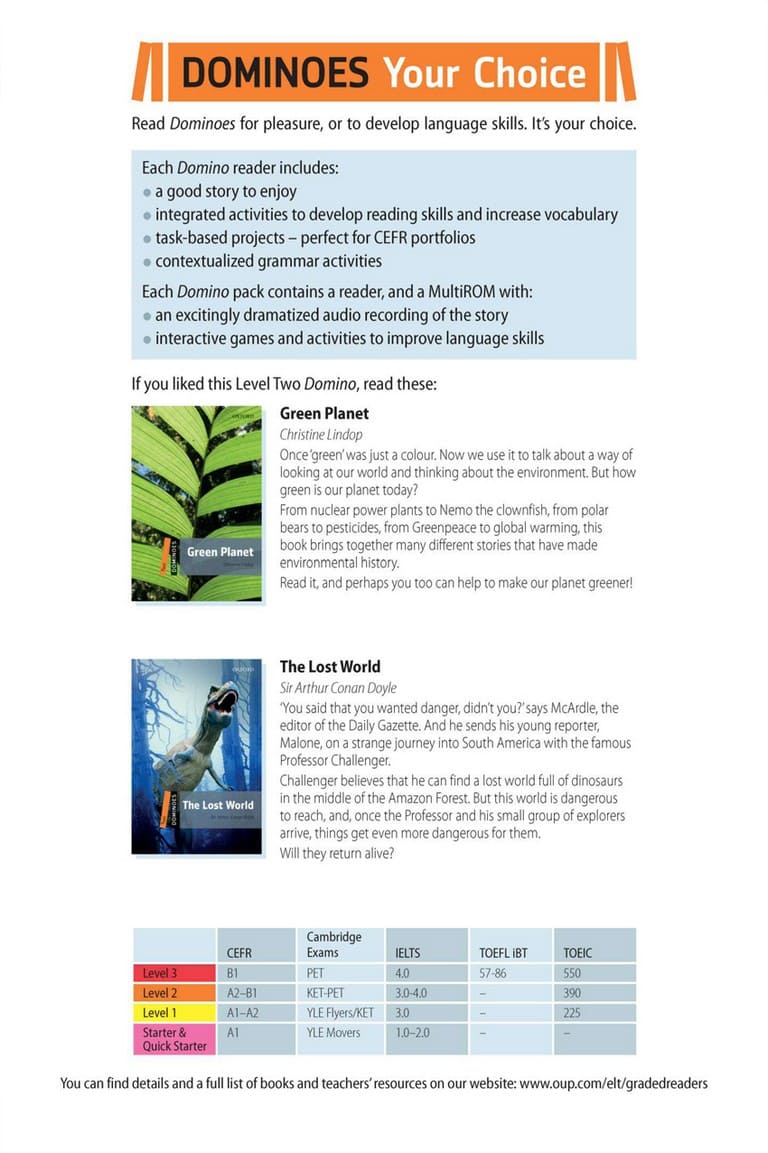 DOMINOES Your Choice
Read Dominoes for pleasure, or to develop language skills. It's your choice.
Each Domino reader includes:
• a good story to enjoy
• integrated activities to develop reading skills and increase vocabulary
• task-based projects – perfect for CEFR portfolios
• contextualized grammar activities
Each Domino pack contains a reader, and a MultiROM with:
• an excitingly dramatized audio recording of the story
• interactive games and activities to improve language skills
If you liked this Level Two Domino, read these:
OXFORD
DOMINOES
Green Planet
Green Planet
Christine Lindop
Once 'green' was just a colour. Now we use it to talk about a way of
looking at our world and thinking about the environment. But how
green is our planet today?
From nuclear power plants to Nemo the clownfish, from polar
bears to pesticides, from Greenpeace to global warming, this
book brings together many different stories that have made
environmental history.
Read it, and perhaps you too can help to make our planet greener!
OXFORD
DOMINOES
The Lost World
The Lost World
Sir Arthur Conan Doyle
'You said that you wanted danger, didn't you?' says McArdle, the
editor of the Daily Gazette. And he sends his young reporter,
Malone, on a strange journey into South America with the famous
Professor Challenger.
Challenger believes that he can find a lost world full of dinosaurs
in the middle of the Amazon Forest. But this world is dangerous
to reach, and, once the Professor and his small group of explorers
arrive, things get even more dangerous for them.
Will they return alive?
CEFR Cambridge Exams IELTS TOEFL iBT TOEIC
Level 3 B1 PET 4.0 57-86 550
Level 2 A2–B1 KET-PET 3.0-4.0 – 390
Level 1 A1–A2 YLE Flyers/KET 3.0 – 225
Starter & Quick Starter A1 YLE Movers 1.0–2.0 – –
You can find details and a full list of books and teachers' resources on our website: www.oup.com/elt/gradedreaders